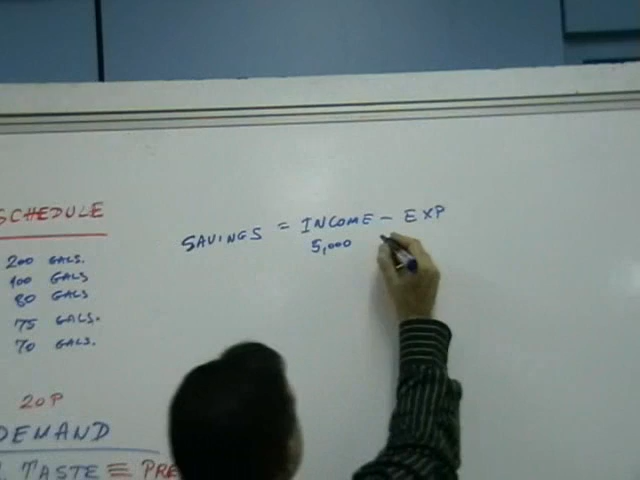 SCHEDULE
200 GALS.
100 GALS
80 GALS
75 GALS.
70 GALS.
20P
DEMAND
TASTE ≡ PRE
SAVINGS = INCOME - EXP
5,000